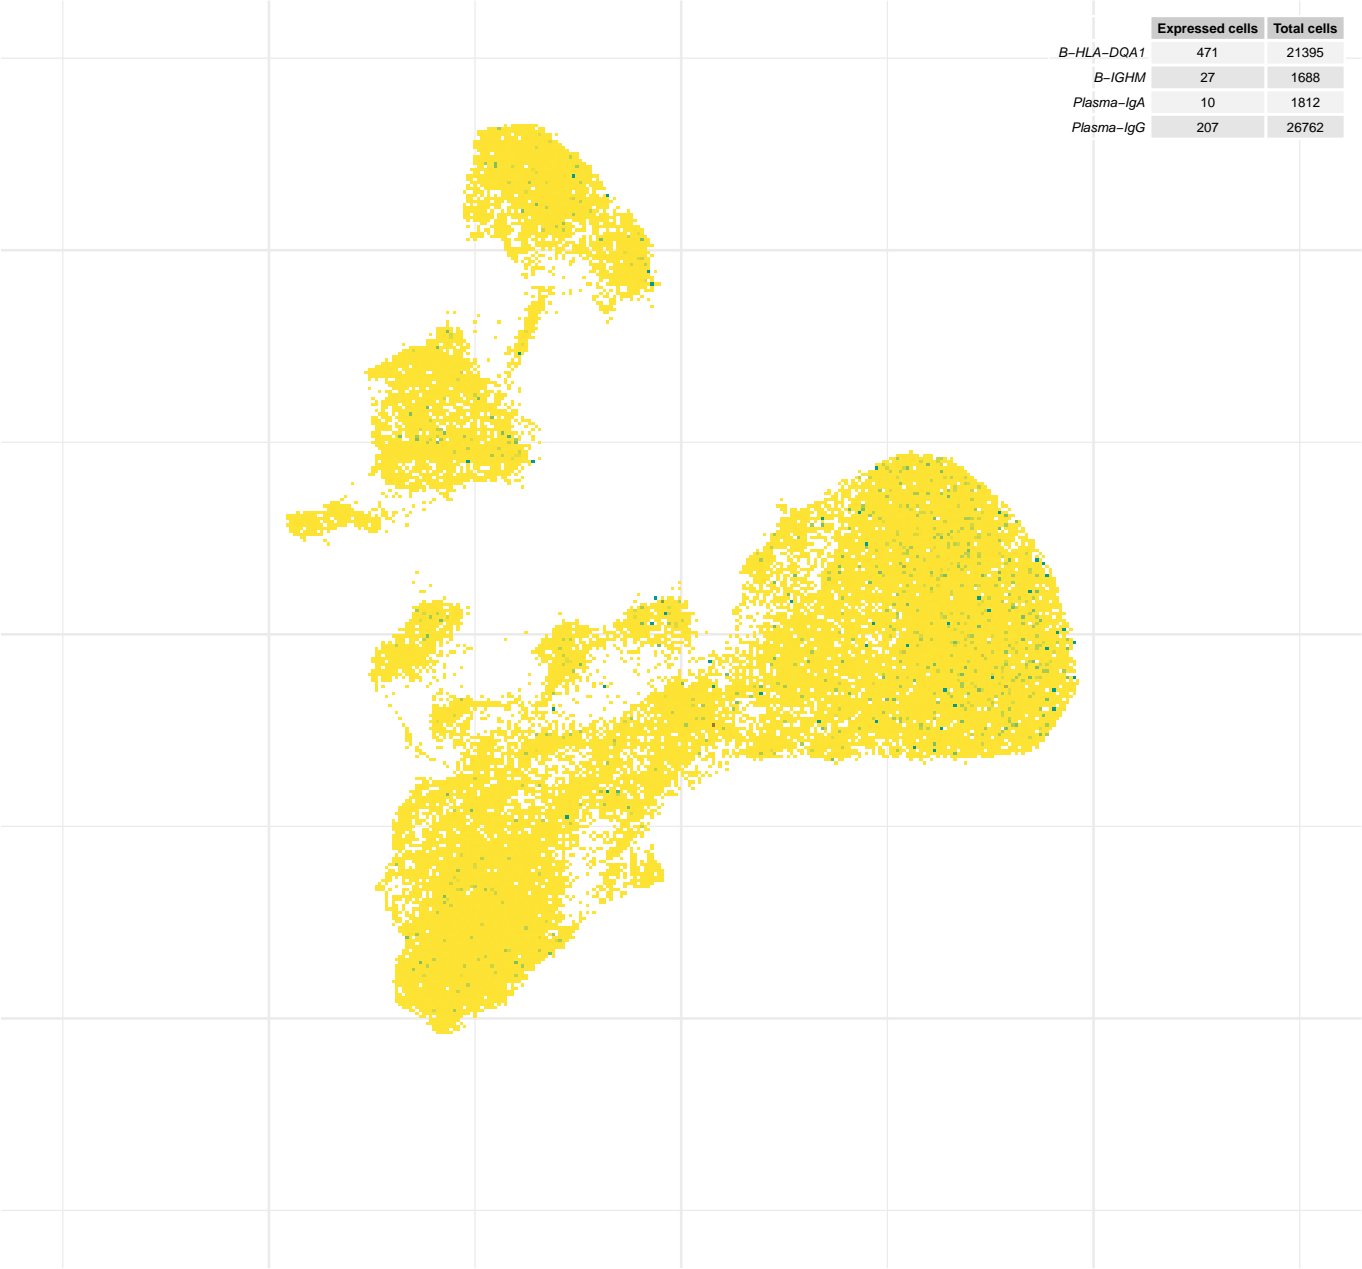 Expressed cells Total cells
B−HLA−DQA1 471 21395
B−IGHM 27 1688
Plasma−IgA 10 1812
Plasma−IgG 207 26762